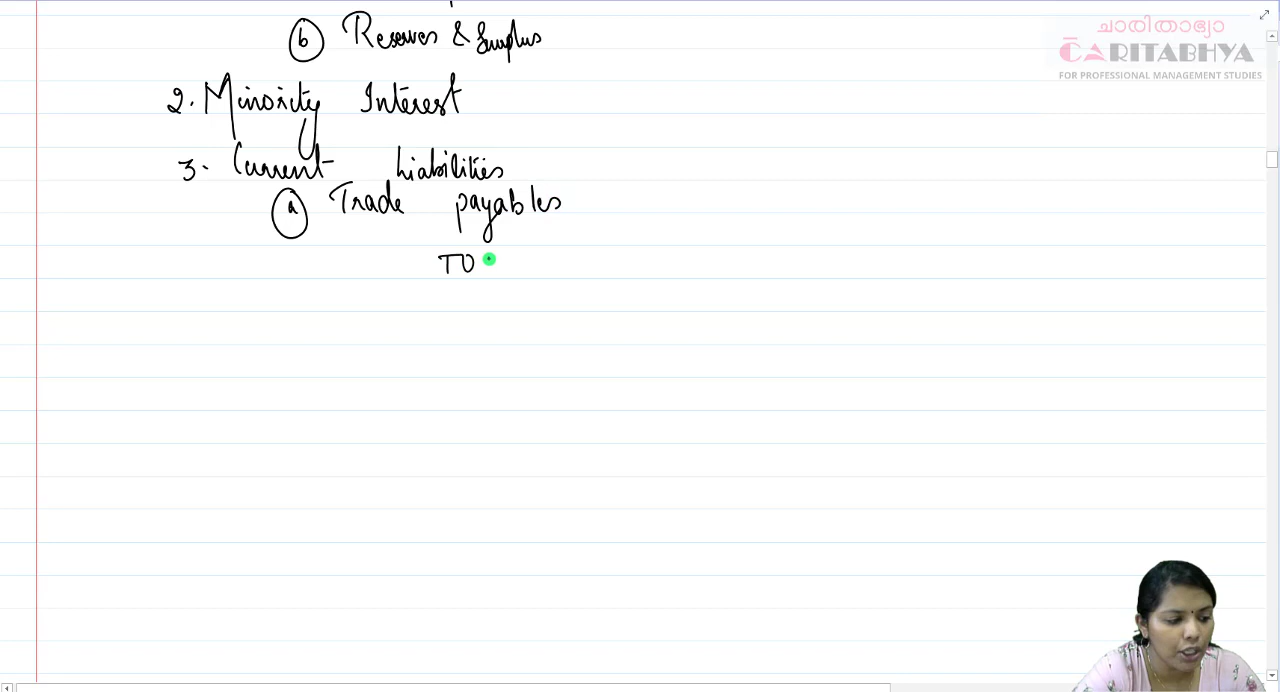 ചാരിതാഭ്യാ
CARITABHYA
FOR PROFESSIONAL MANAGEMENT STUDIES
b Reserves & Surplus
2. Minority Interest
3. Current Liabilities
a Trade payables
TO